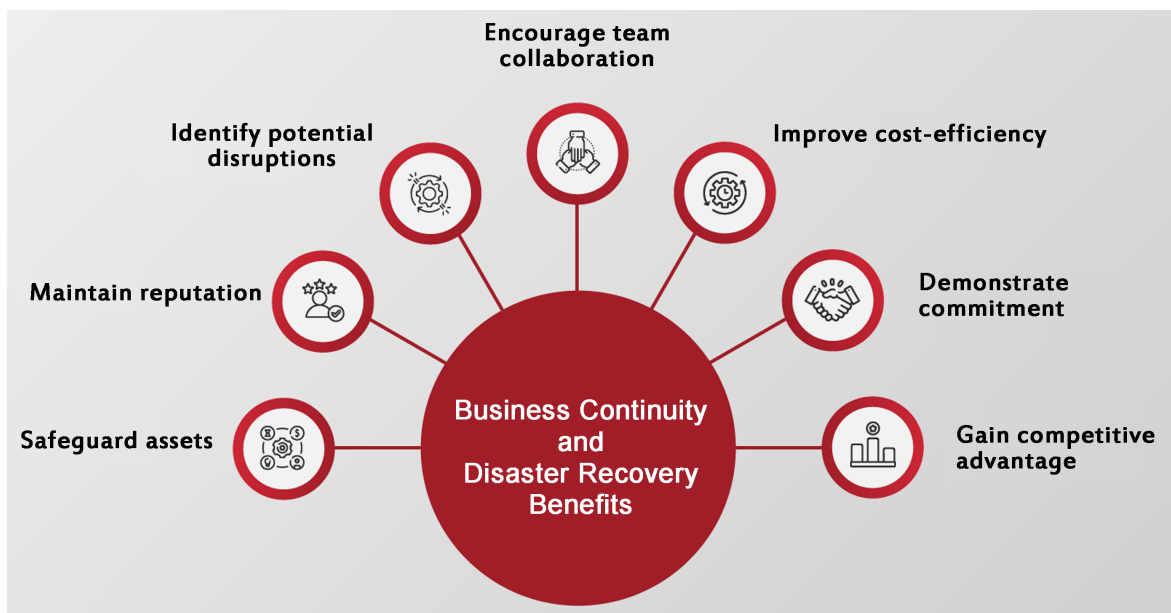 Encourage team
collaboration
Identify potential
disruptions
Improve cost-efficiency
Maintain reputation
Demonstrate
commitment
Safeguard assets
Gain competitive
advantage
Business Continuity
and
Disaster Recovery
Benefits